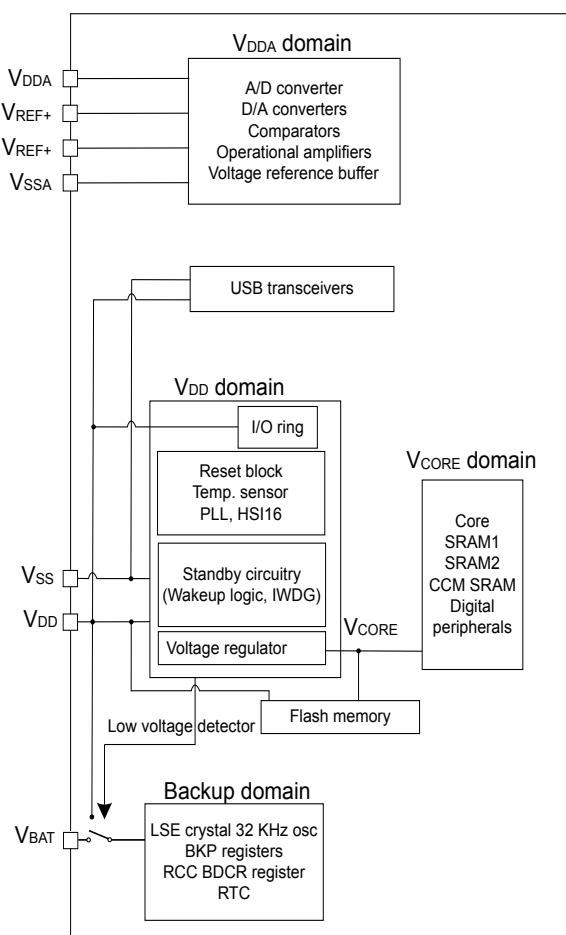 VDDA domain
VDDA
VREF+
VREF+
VSSA
A/D converter
D/A converters
Comparators
Operational amplifiers
Voltage reference buffer
USB transceivers
VDD domain
I/O ring
Reset block
Temp. sensor
PLL, HSI16
VSS
Standby circuitry
(Wakeup logic, IWDG)
VDD
Voltage regulator
VCORE
VCORE domain
Core
SRAM1
SRAM2
CCM SRAM
Digital
peripherals
Flash memory
Low voltage detector
Backup domain
VBAT
LSE crystal 32 KHz osc
BKP registers
RCC BDCR register
RTC